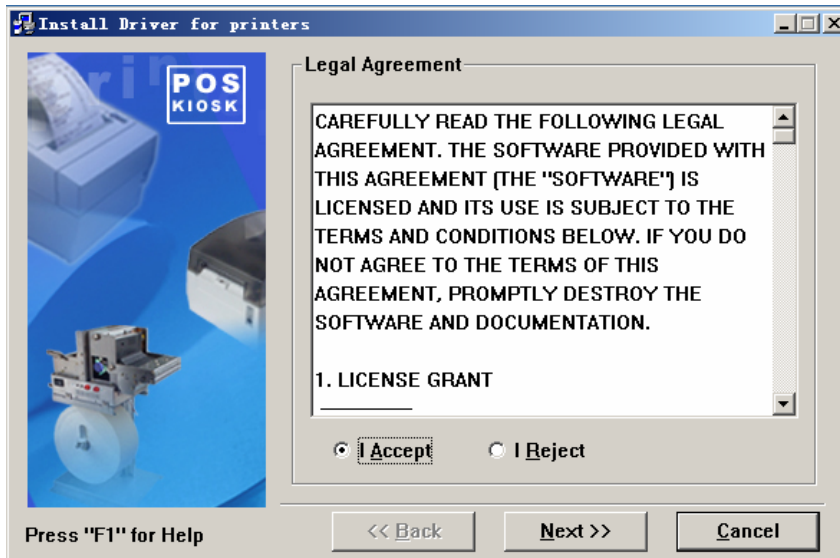 Install Driver for printers
POS
KIOSK
Legal Agreement
CAREFULLY READ THE FOLLOWING LEGAL
AGREEMENT. THE SOFTWARE PROVIDED WITH
THIS AGREEMENT (THE "SOFTWARE") IS
LICENSED AND ITS USE IS SUBJECT TO THE
TERMS AND CONDITIONS BELOW. IF YOU DO
NOT AGREE TO THE TERMS OF THIS
AGREEMENT, PROMPTLY DESTROY THE
SOFTWARE AND DOCUMENTATION.
1. LICENSE GRANT
I Accept
I Reject
Press "F1" for Help
<< Back
Next >>
Cancel